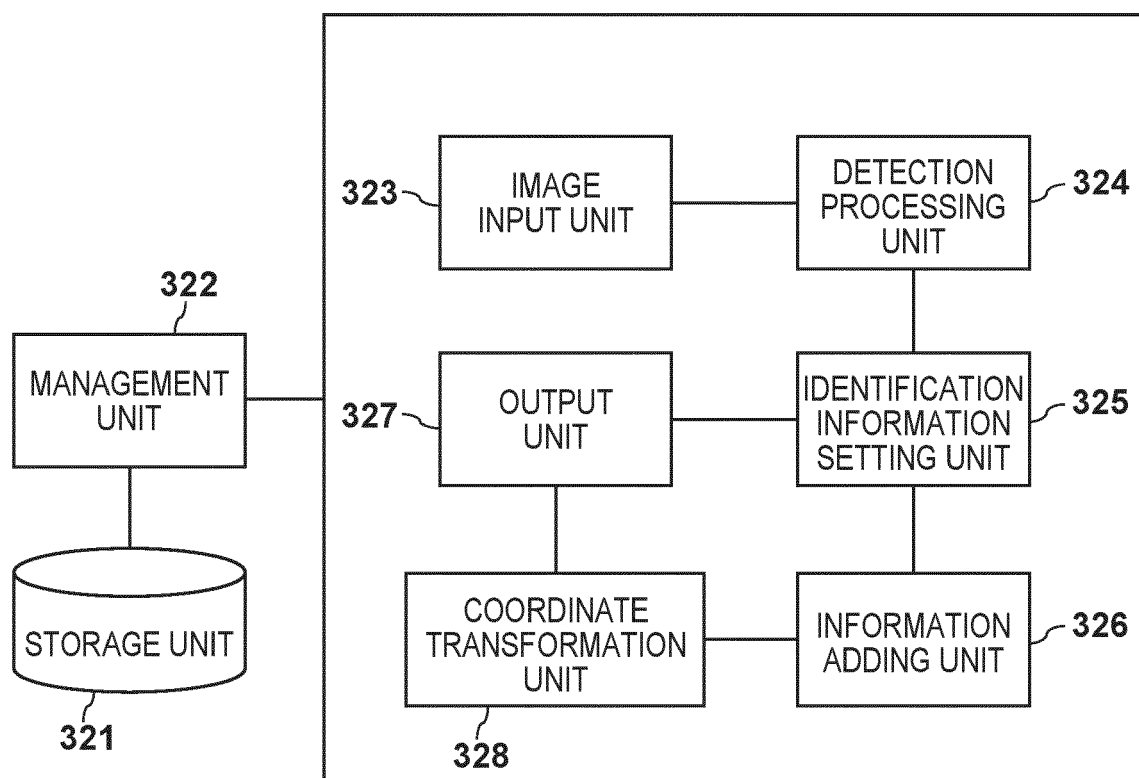 323
IMAGE
INPUT UNIT
DETECTION
PROCESSING
UNIT
324
322
MANAGEMENT
UNIT
327
OUTPUT
UNIT
IDENTIFICATION
INFORMATION
SETTING UNIT
325
STORAGE UNIT
321
COORDINATE
TRANSFORMATION
UNIT
328
INFORMATION
ADDING UNIT
326